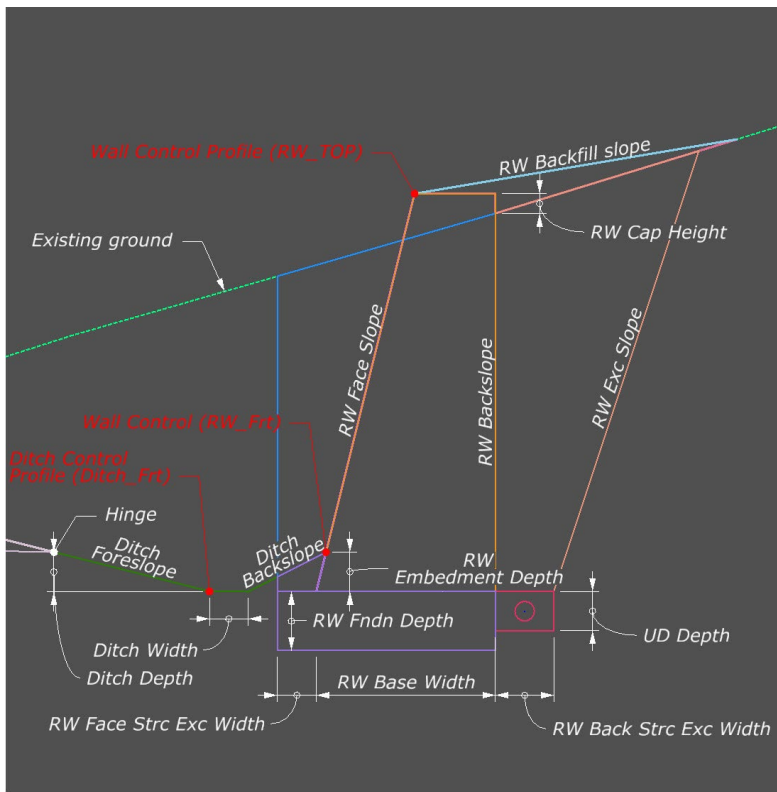 RW Backfill slope
Wall Control Profile (RW_TOP)
RW Cap Height
Existing ground
RW Face Slope
RW Backslope
RW Exc Slope
Wall Control (RW_Frt)
Ditch Control
Profile (Ditch_Frt)
Hinge
Ditch
Foreslope
Ditch
Backslope
RW
Embedment Depth
RW Fndn Depth
Ditch Width
UD Depth
Ditch Depth
RW Base Width
RW Face Strc Exc Width
RW Back Strc Exc Width